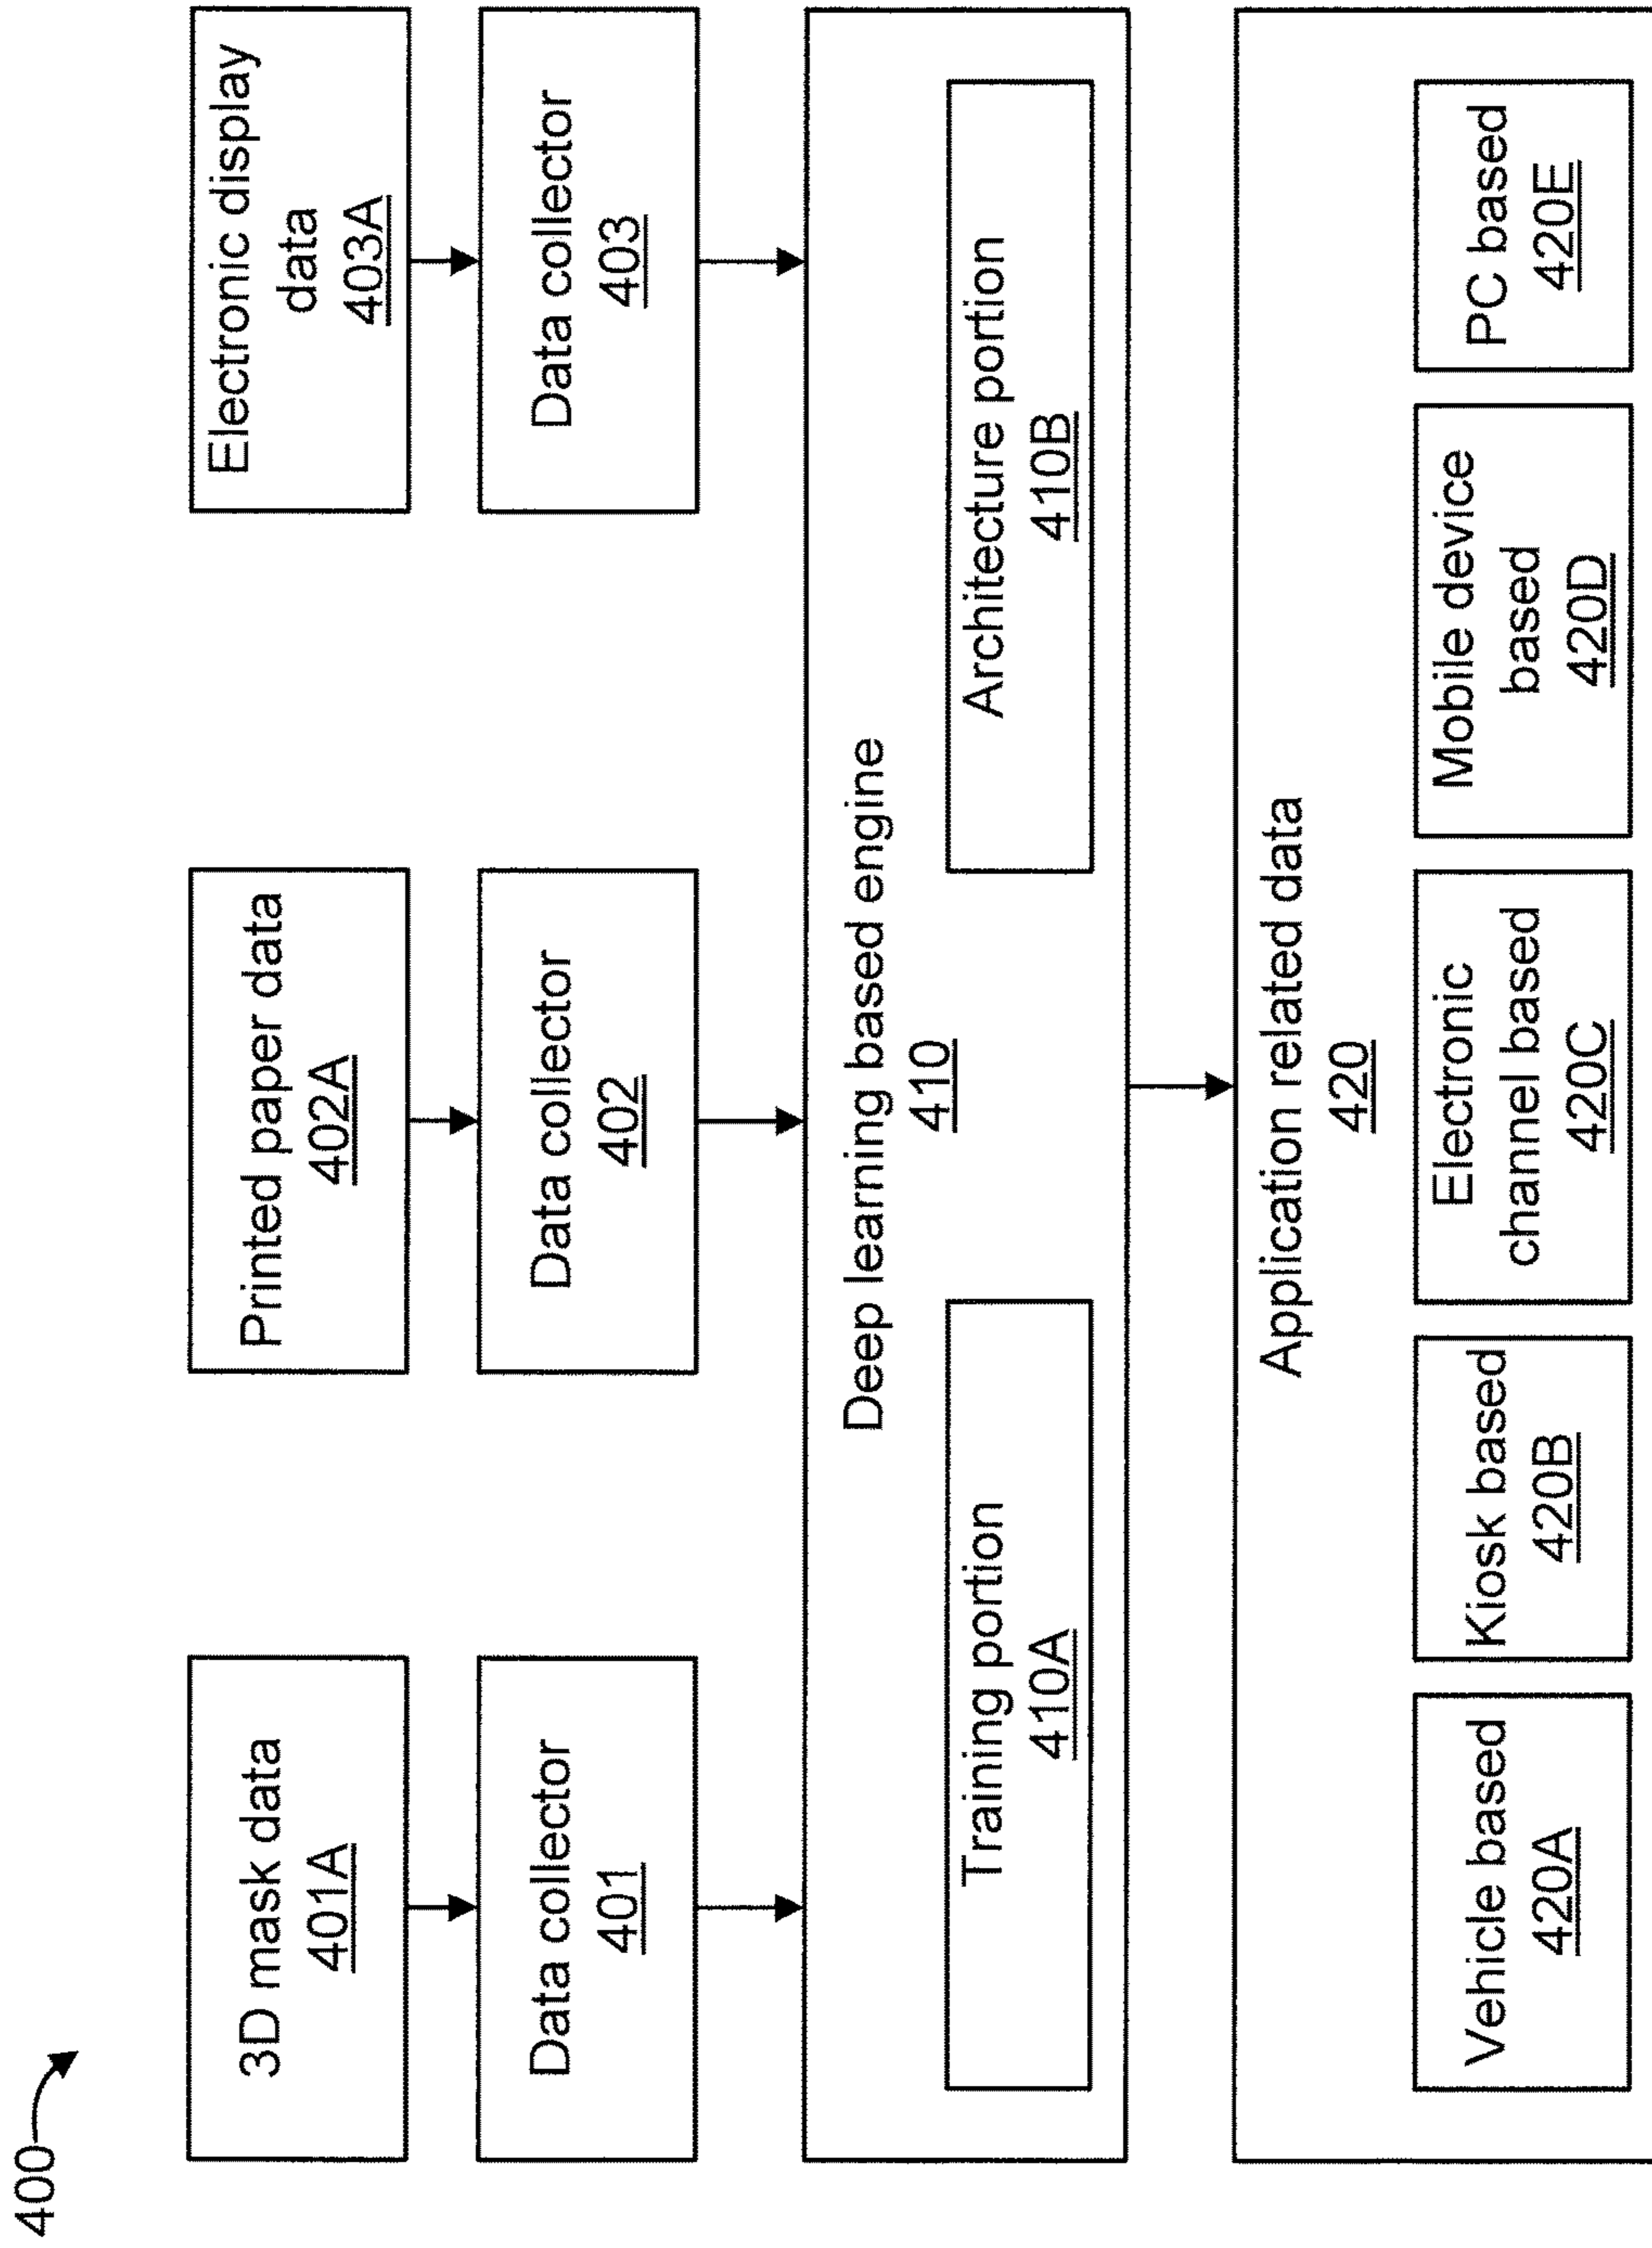 400
3D mask data
401A
Printed paper data
402A
Electronic display
data
403A
Data collector
401
Data collector
402
Data collector
403
Deep learning based engine
410
Training portion
410A
Architecture portion
410B
Application related data
420
Vehicle based
420A
Kiosk based
420B
Electronic
channel based
420C
Mobile device
based
420D
PC based
420E